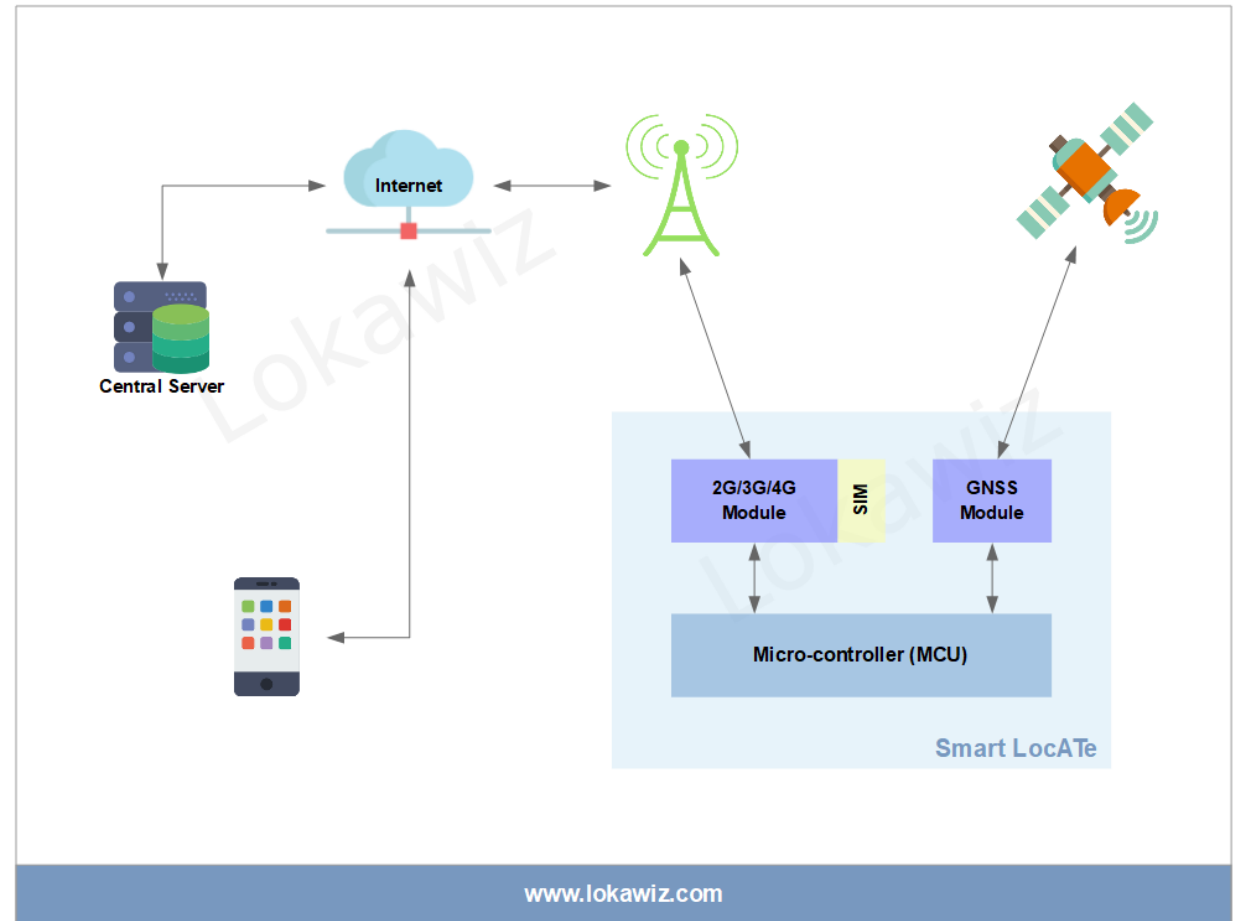 Internet
Central Server
Lokawiz
2G/3G/4G
Module
SIM
GNSS
Module
Lokawiz
Micro-controller (MCU)
Smart LocATe
www.lokawiz.com